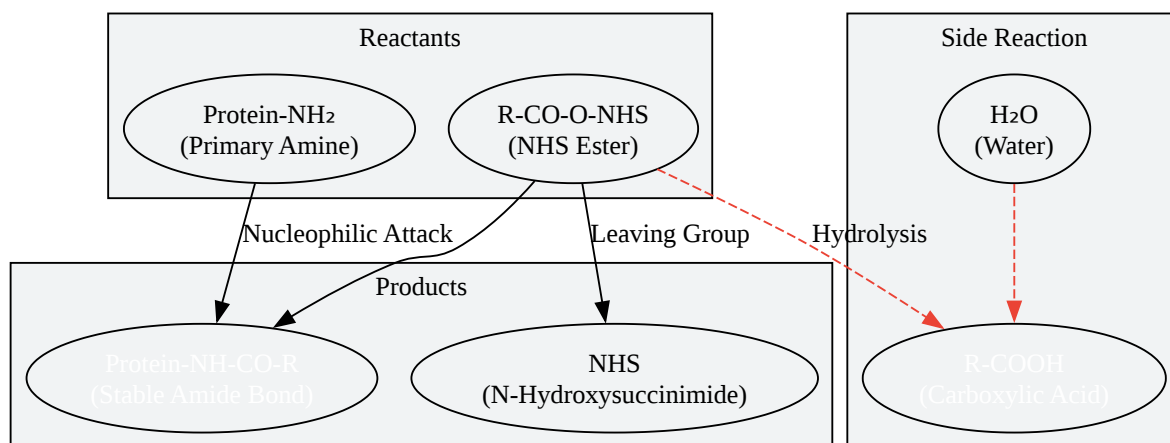 Reactants
Side Reaction
Protein-NH₂
(Primary Amine)
R-CO-O-NHS
(NHS Ester)
H₂O
(Water)
Nucleophilic Attack
Leaving Group
Hydrolysis
Products
Protein-NH-CO-R
(Stable Amide Bond)
NHS
(N-Hydroxysuccinimide)
R-COOH
(Carboxylic Acid)